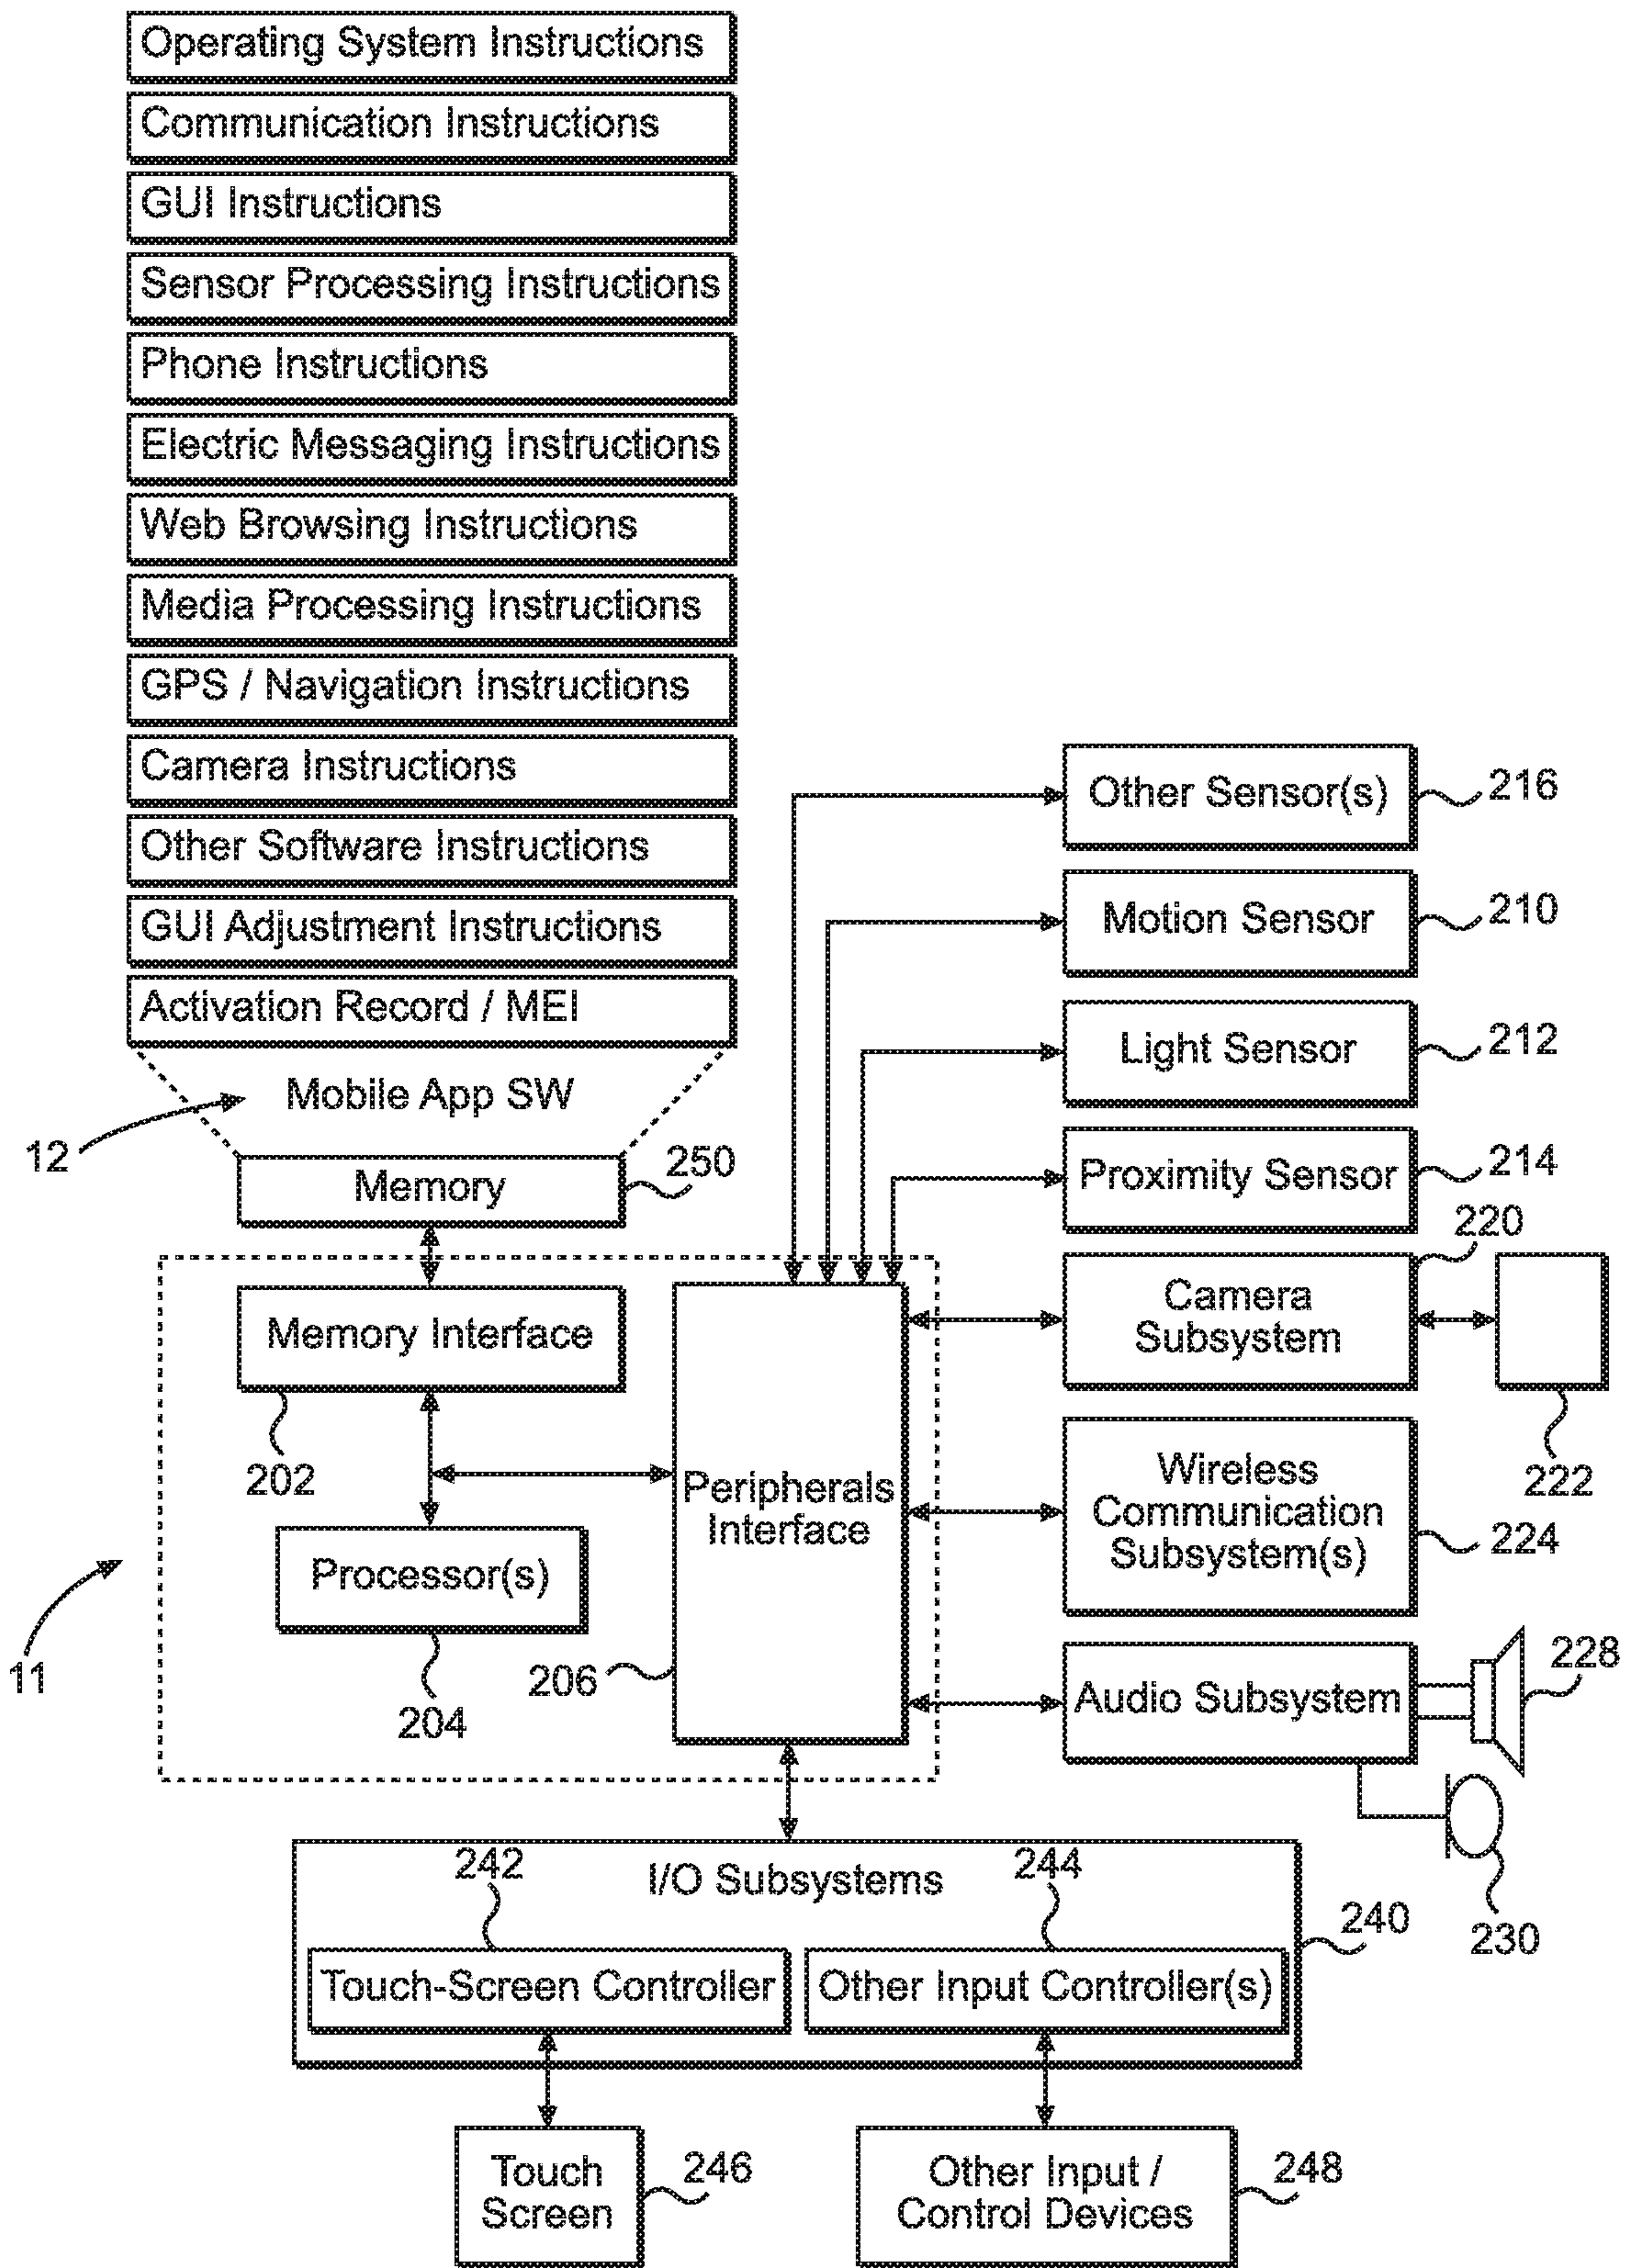 Operating System Instructions
Communication Instructions
GUI Instructions
Sensor Processing Instructions
Phone Instructions
Electric Messaging Instructions
Web Browsing Instructions
Media Processing Instructions
GPS / Navigation Instructions
Camera Instructions
Other Software Instructions
GUI Adjustment Instructions
Activation Record / MEI
Mobile App SW
12
Memory
250
Memory Interface
202
Processor(s)
204
11
Peripherals
Interface
206
Other Sensor(s)
216
Motion Sensor
210
Light Sensor
212
Proximity Sensor
214
Camera
Subsystem
220
222
Wireless
Communication
Subsystem(s)
224
Audio Subsystem
228
230
I/O Subsystems
240
242
Touch-Screen Controller
244
Other Input Controller(s)
Touch
Screen
246
Other Input /
Control Devices
248